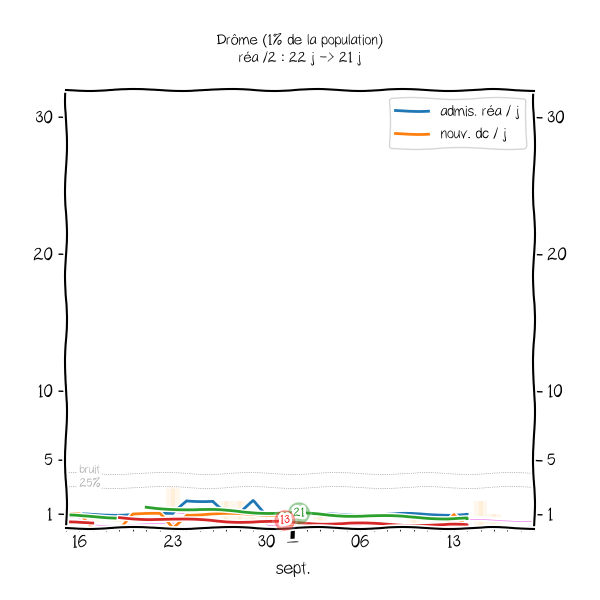 Drôme (1% de la population)
réa /2 : 22 j -> 21 j
admis. réa / j
nouv. dc / j
30 30
20 20
10 10
5 5
bruit
25%
1 1
13 21
16 23 30 06 13
sept.